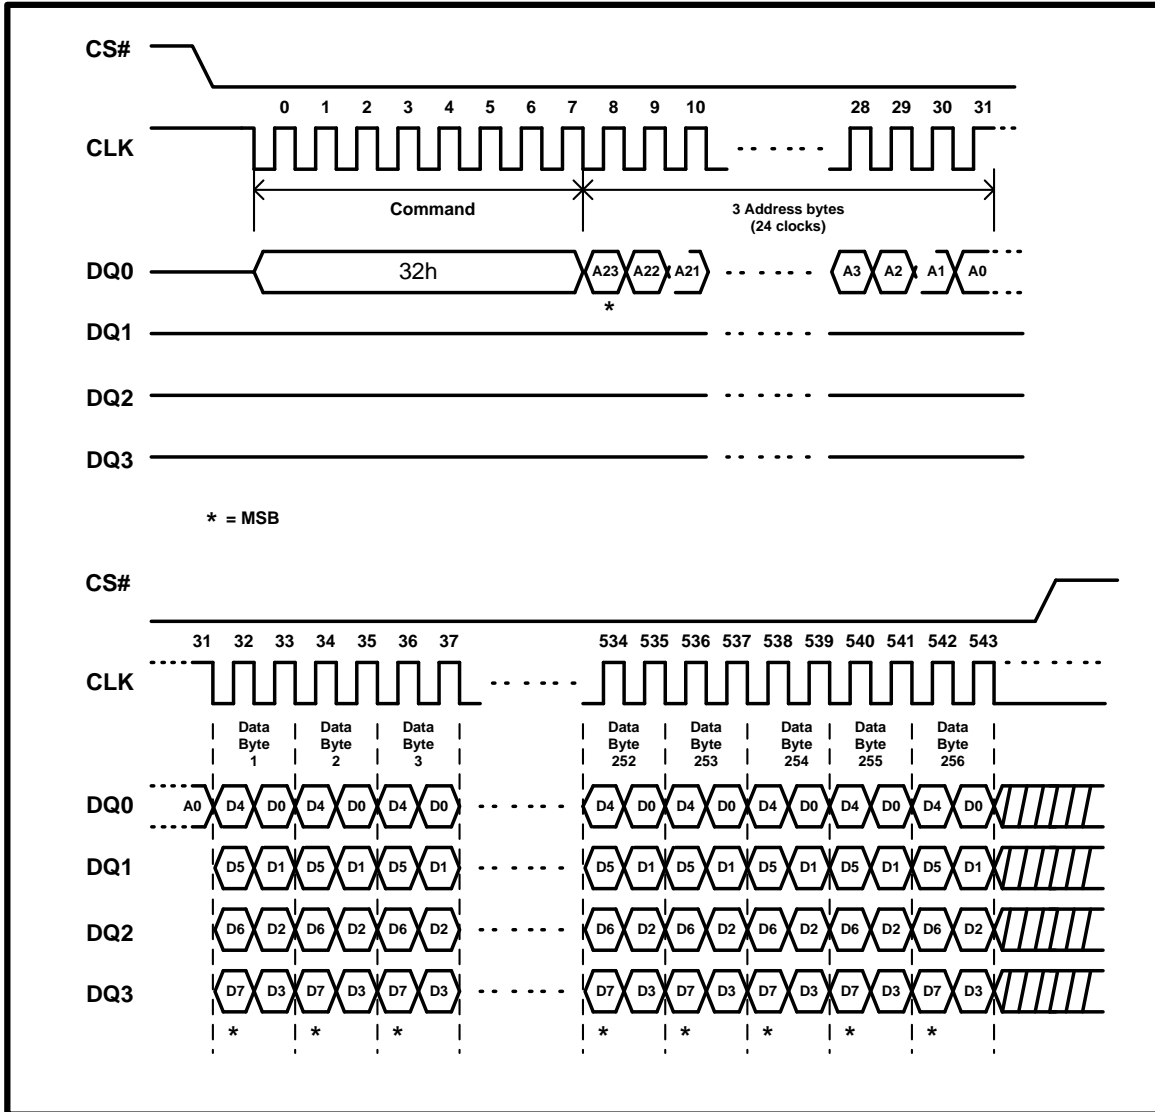 CS#
0 1 2 3 4 5 6 7 8 9 10 28 29 30 31
CLK
Command
3 Address bytes
(24 clocks)
DQ0 32h A23 A22 A21 A3 A2 A1 A0
*
DQ1
DQ2
DQ3
* = MSB
CS#
31 32 33 34 35 36 37 534 535 536 537 538 539 540 541 542 543
CLK
Data Data Data Data Data Data Data Data
Byte Byte Byte Byte Byte Byte Byte Byte
1 2 3 252 253 254 255 256
DQ0 A0 D4 D0 D4 D0 D4 D0 D4 D0 D4 D0 D4 D0 D4 D0 D4 D0
DQ1 D5 D1 D5 D1 D5 D1 D5 D1 D5 D1 D5 D1 D5 D1 D5 D1
DQ2 D6 D2 D6 D2 D6 D2 D6 D2 D6 D2 D6 D2 D6 D2 D6 D2
DQ3 D7 D3 D7 D3 D7 D3 D7 D3 D7 D3 D7 D3 D7 D3 D7 D3
* * * * * * * *